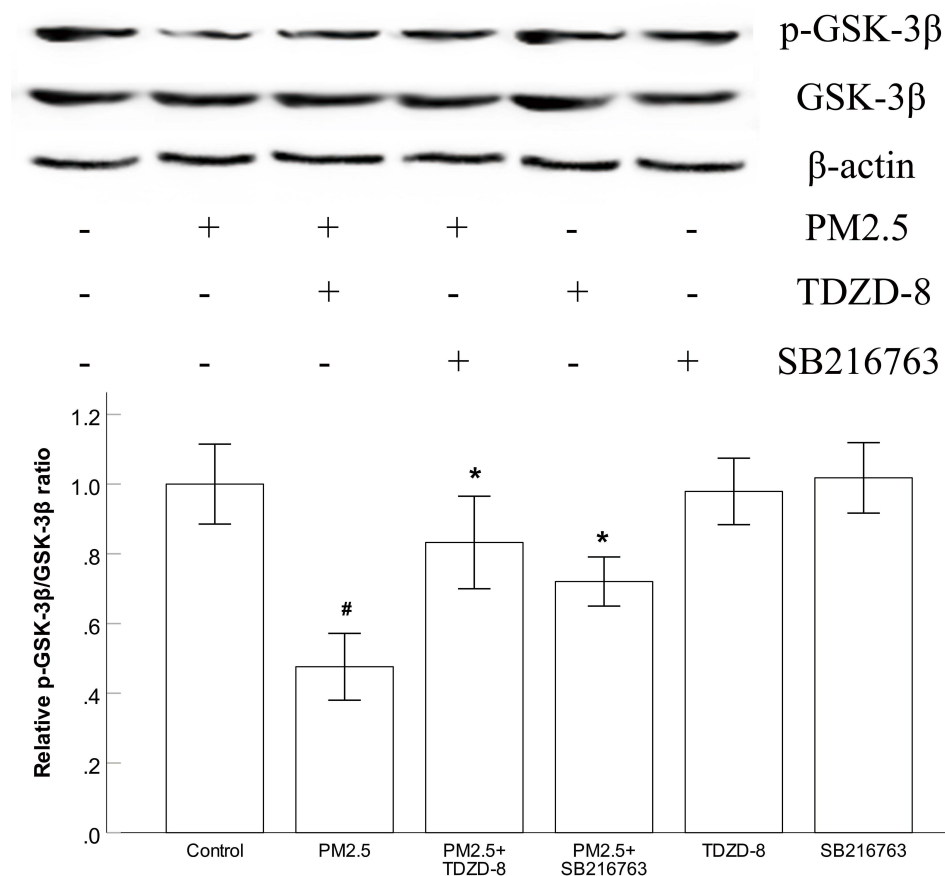 p-GSK-3β
GSK-3β
β-actin
- + + + - - PM2.5
- - + - + - TDZD-8
- - - + - + SB216763
Relative p-GSK-3β/GSK-3β ratio
1.2
1.0
.8
.6
.4
.2
.0
#
*
*
Control
PM2.5
PM2.5+
TDZD-8
PM2.5+
SB216763
TDZD-8
SB216763